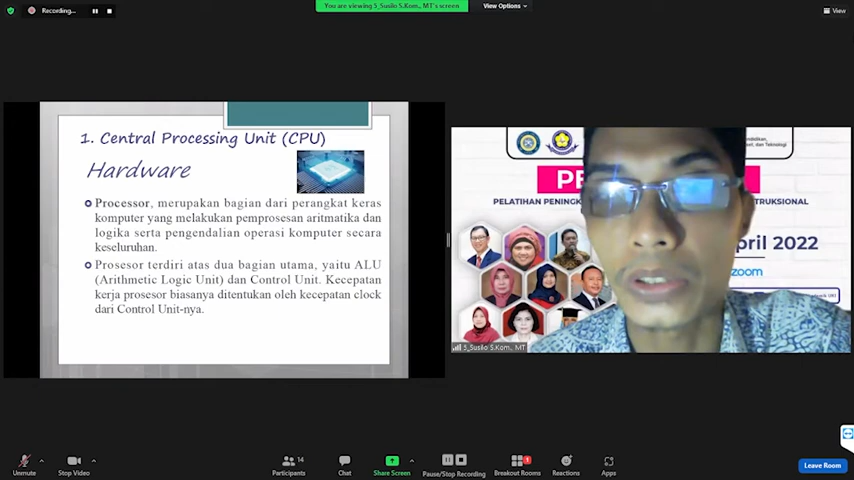 Recording...
You are viewing 5_Susilo S.Kom., MT's screen
View Options
View
1. Central Processing Unit (CPU)
Hardware
Processor, merupakan bagian dari perangkat keras
komputer yang melakukan pemprosesan aritmatika dan
logika serta pengendalian operasi komputer secara
keseluruhan.
Prosesor terdiri atas dua bagian utama, yaitu ALU
(Arithmetic Logic Unit) dan Control Unit. Kecepatan
kerja prosesor biasanya ditentukan oleh kecepatan clock
dari Control Unit-nya.
PE
PELATIHAN PENINGK
TRUKSIONAL
pril 2022
zoom
5_Susilo S.Kom., MT
Unmute
Stop Video
Participants
14
Chat
Share Screen
Pause/Stop Recording
Breakout Rooms
1
Reactions
Apps
Leave Room